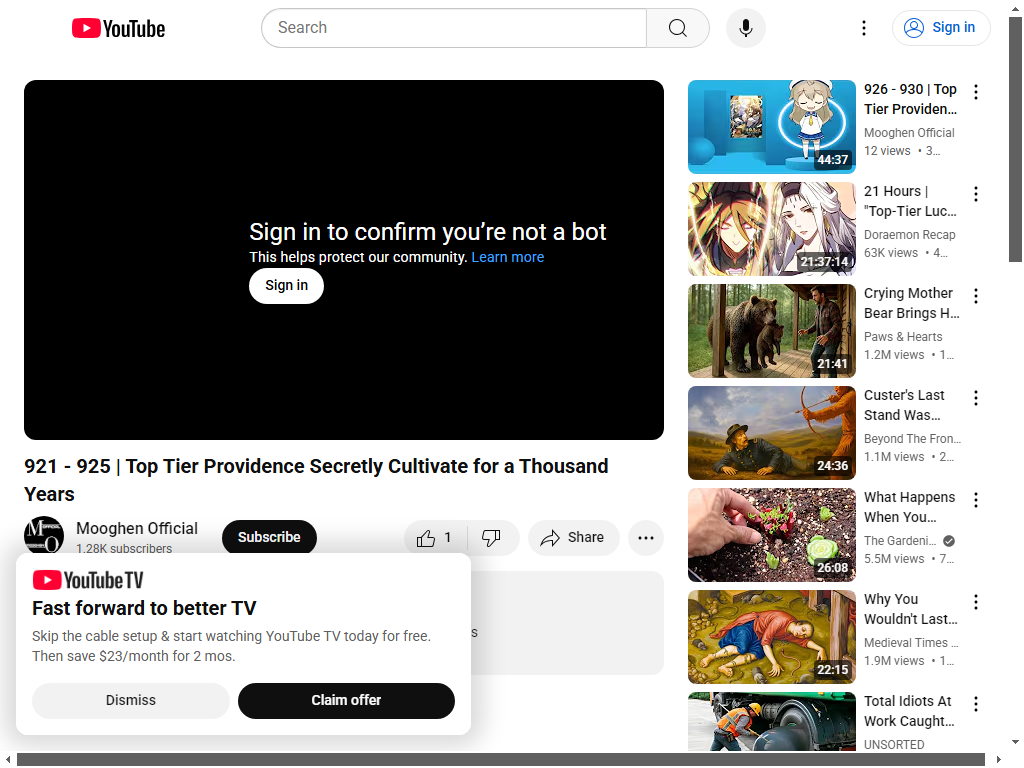 YouTube
Search
Sign in
Sign in to confirm you’re not a bot
This helps protect our community. Learn more
Sign in
921 - 925 | Top Tier Providence Secretly Cultivate for a Thousand
Years
Mooghen Official
1.28K subscribers
Subscribe
1
Share
YouTube TV
Fast forward to better TV
Skip the cable setup & start watching YouTube TV today for free.
Then save $23/month for 2 mos.
Dismiss
Claim offer
926 - 930 | Top
Tier Providen...
Mooghen Official
12 views • 3...
44:37
21 Hours |
"Top-Tier Luc...
Doraemon Recap
63K views • 4...
21:37:14
Crying Mother
Bear Brings H...
Paws & Hearts
1.2M views • 1...
21:41
Custer's Last
Stand Was...
Beyond The Fron...
1.1M views • 2...
24:36
What Happens
When You...
The Gardeni...
5.5M views • 7...
26:08
Why You
Wouldn't Last...
Medieval Times ...
1.9M views • 1...
22:15
Total Idiots At
Work Caught...
UNSORTED